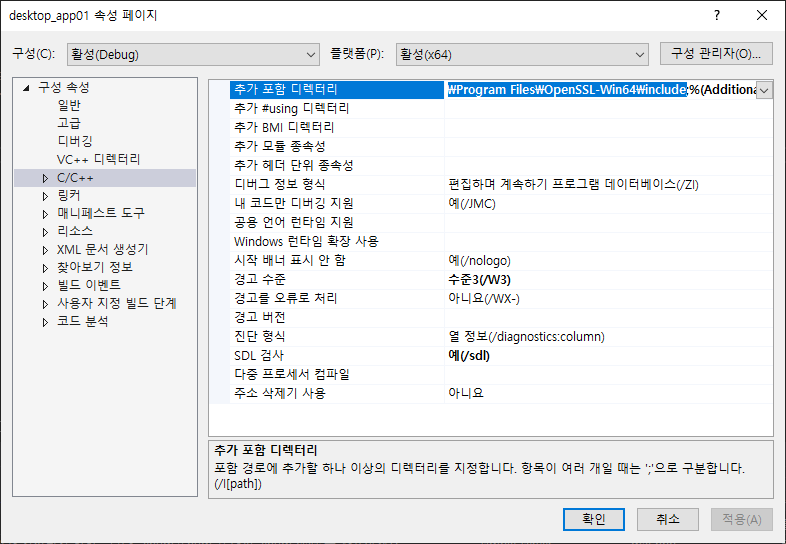 desktop_app01 속성 페이지
구성(C): 활성(Debug) 플랫폼(P): 활성(x64) 구성 관리자(O)...
구성 속성
일반
고급
디버깅
VC++ 디렉터리
C/C++
링커
매니페스트 도구
리소스
XML 문서 생성기
찾아보기 정보
빌드 이벤트
사용자 지정 빌드 단계
코드 분석
추가 포함 디렉터리 ₩Program Files₩OpenSSL-Win64₩include;%(Additiona
추가 #using 디렉터리
추가 BMI 디렉터리
추가 모듈 종속성
추가 헤더 단위 종속성
디버그 정보 형식 편집하며 계속하기 프로그램 데이터베이스(/ZI)
내 코드만 디버깅 지원 예(/JMC)
공용 언어 런타임 지원
Windows 런타임 확장 사용
시작 배너 표시 안 함 예(/nologo)
경고 수준 수준3(/W3)
경고를 오류로 처리 아니요(/WX-)
경고 버전
진단 형식 열 정보(/diagnostics:column)
SDL 검사 예(/sdl)
다중 프로세서 컴파일
주소 삭제기 사용 아니요
추가 포함 디렉터리
포함 경로에 추가할 하나 이상의 디렉터리를 지정합니다. 항목이 여러 개일 때는 ';'으로 구분합니다.
(/I[path])
확인 취소 적용(A)